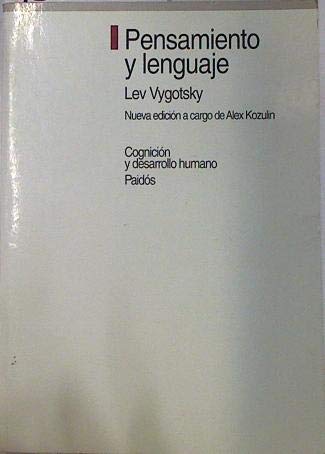 Pensamiento
y lenguaje
Lev Vygotsky
Nueva edición a cargo de Alex Kozulin
Cognición
y desarrollo humano
Paidós